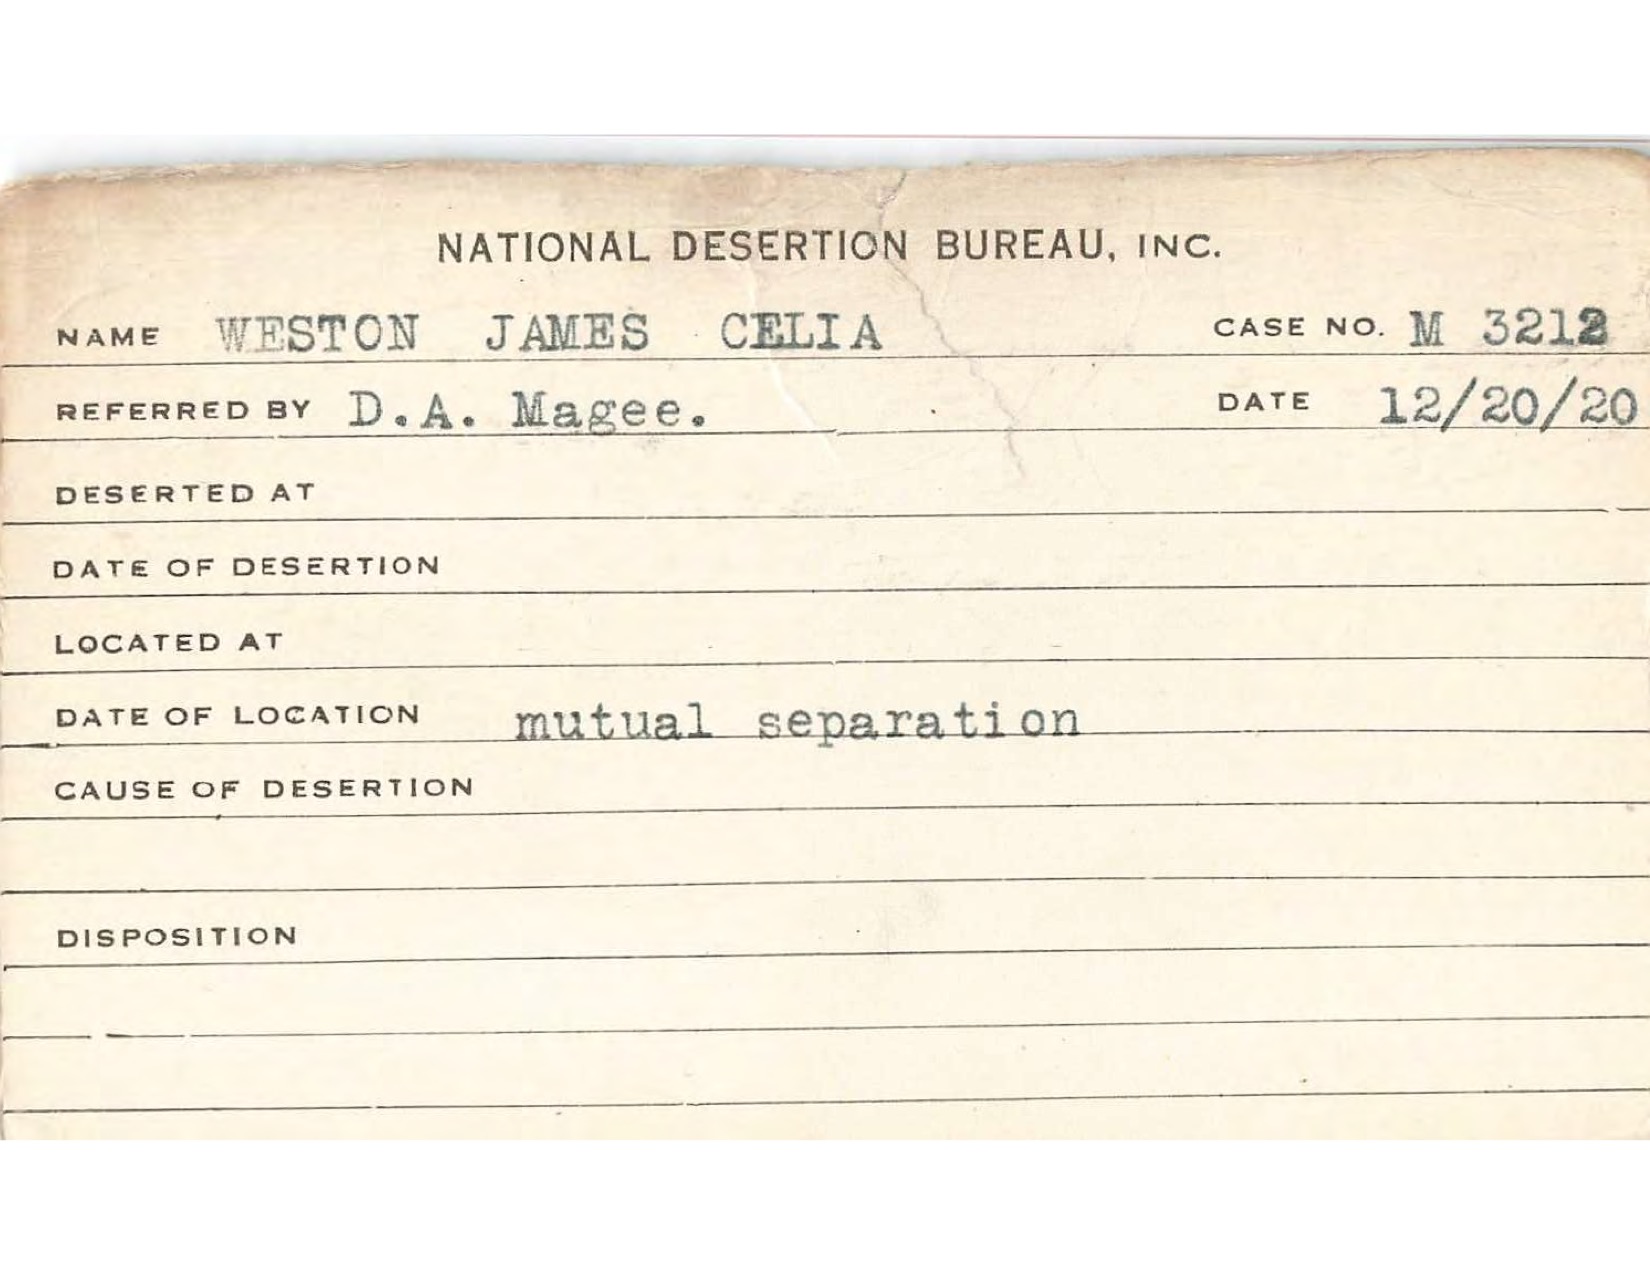 NATIONAL DESERTION BUREAU, INC.
NAME WESTON JAMES CELIA CASE NO. M 3212
REFERRED BY D.A. Magee. DATE 12/20/20
DESERTED AT
DATE OF DESERTION
LOCATED AT
DATE OF LOCATION mutual separation
CAUSE OF DESERTION
DISPOSITION